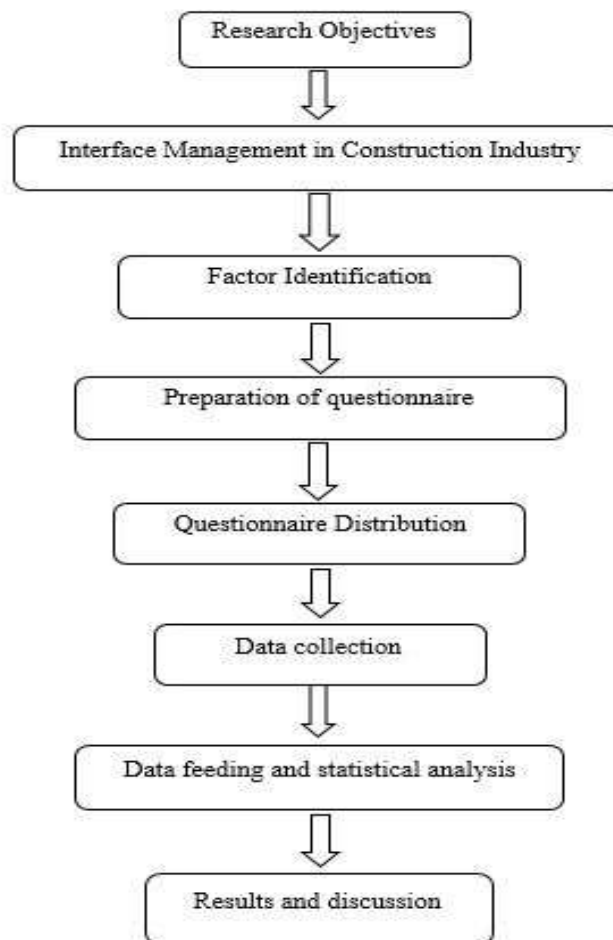 Research Objectives
Interface Management in Construction Industry
Factor Identification
Preparation of questionnaire
Questionnaire Distribution
Data collection
Data feeding and statistical analysis
Results and discussion